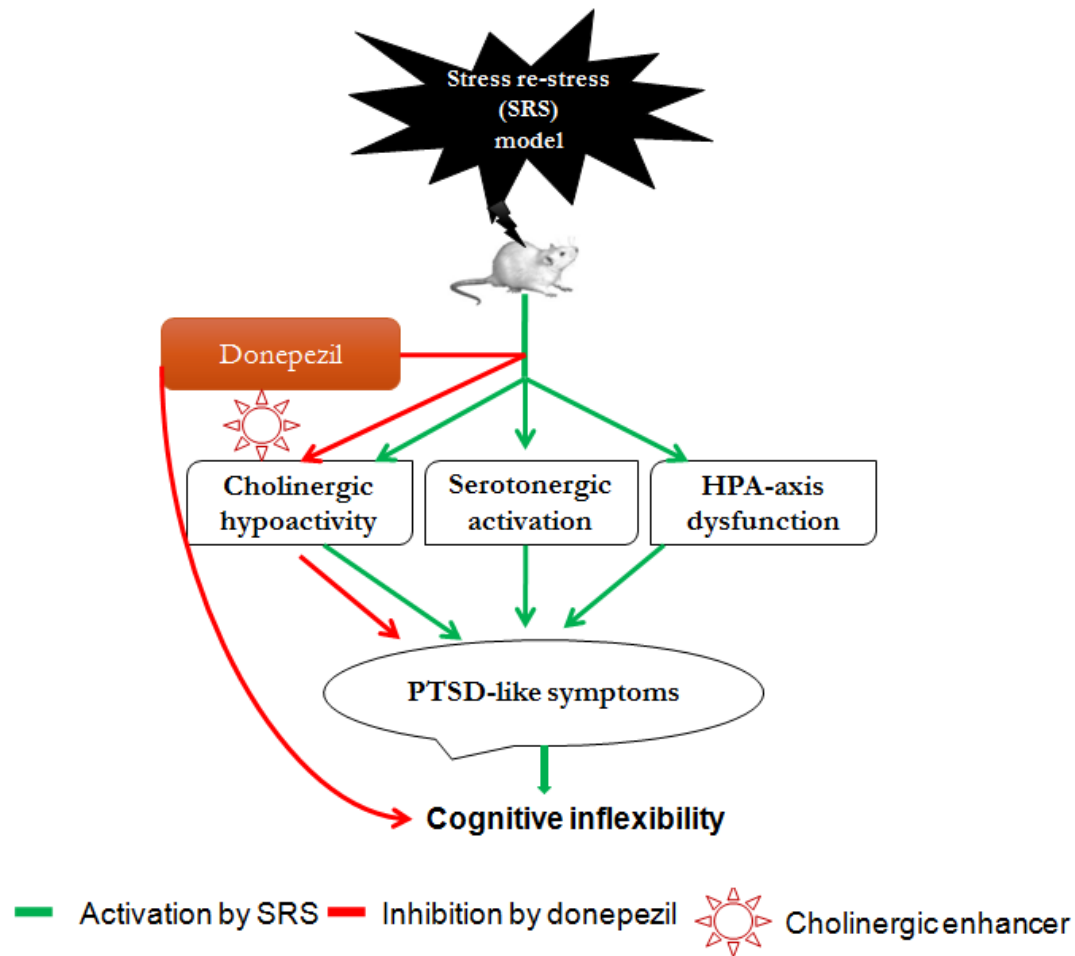 Stress re-stress
(SRS)
model
Donepezil
Cholinergic
hypoactivity
Serotonergic
activation
HPA-axis
dysfunction
PTSD-like symptoms
Cognitive inflexibility
Activation by SRS
Inhibition by donepezil
Cholinergic enhancer